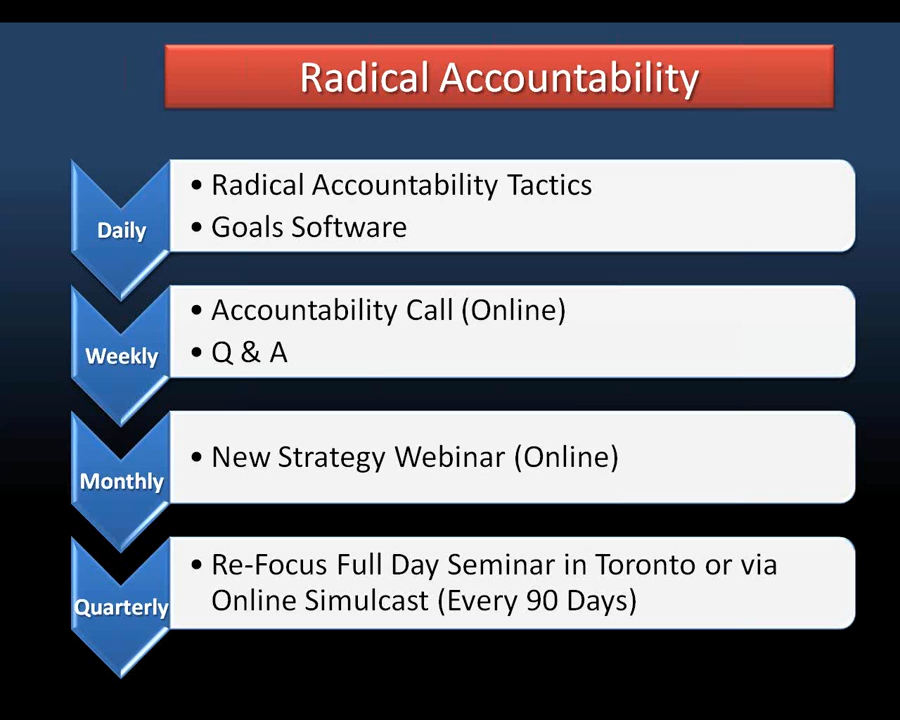 Radical Accountability
Daily
• Radical Accountability Tactics
• Goals Software
Weekly
• Accountability Call (Online)
• Q & A
Monthly
• New Strategy Webinar (Online)
Quarterly
• Re-Focus Full Day Seminar in Toronto or via
Online Simulcast (Every 90 Days)